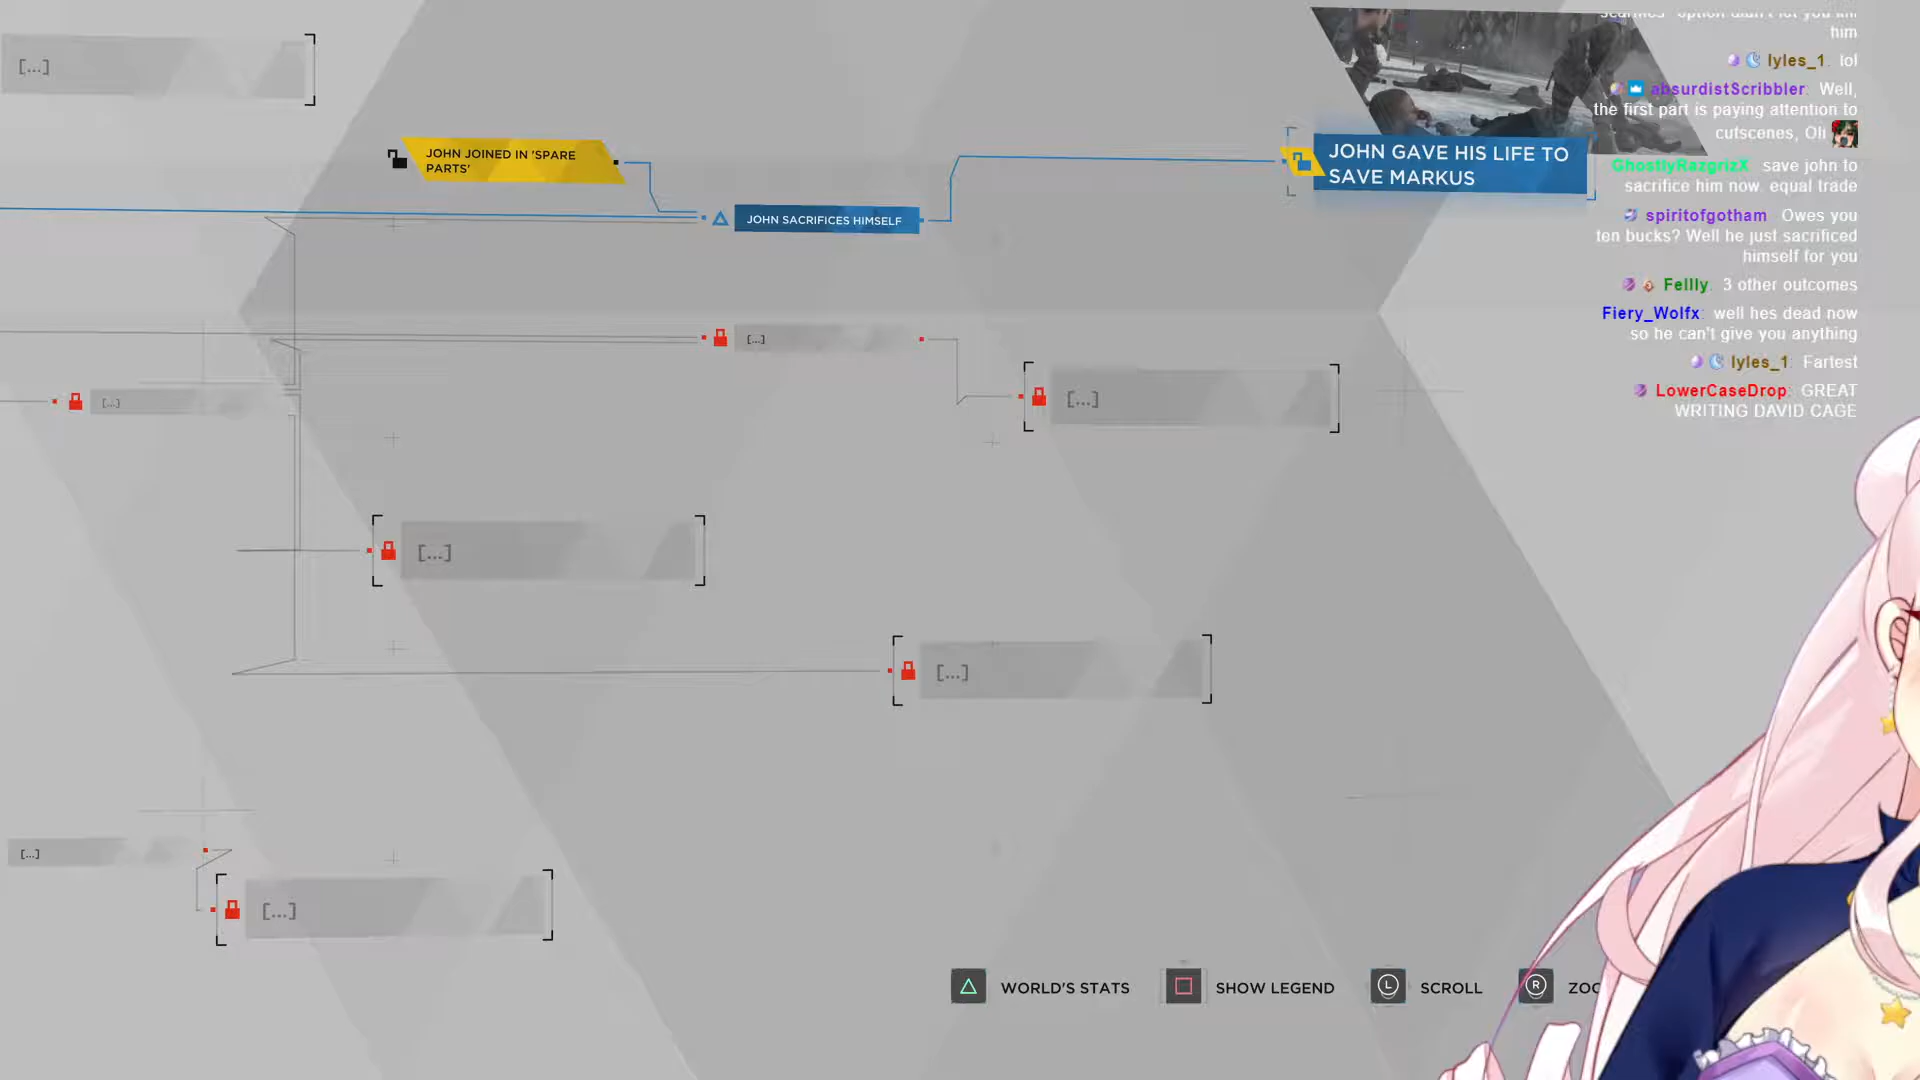 [...]
JOHN JOINED IN 'SPARE
PARTS'
JOHN SACRIFICES HIMSELF
JOHN GAVE HIS LIFE TO
SAVE MARKUS
[...]
[...]
[...]
[...]
[...]
[...]
[...]
WORLD'S STATS
SHOW LEGEND
L
SCROLL
R
him
lyles_1: lol
absurdistScribbler: Well,
the first part is paying attention to
cutscenes, Oli
GhostlyRazgrizX: save john to
sacrifice him now. equal trade
spiritofgotham: Owes you
ten bucks? Well he just sacrificed
himself for you
Fellly: 3 other outcomes
Fiery_Wolfx: well hes dead now
so he can't give you anything
lyles_1: Fartest
LowerCaseDrop: GREAT
WRITING DAVID CAGE